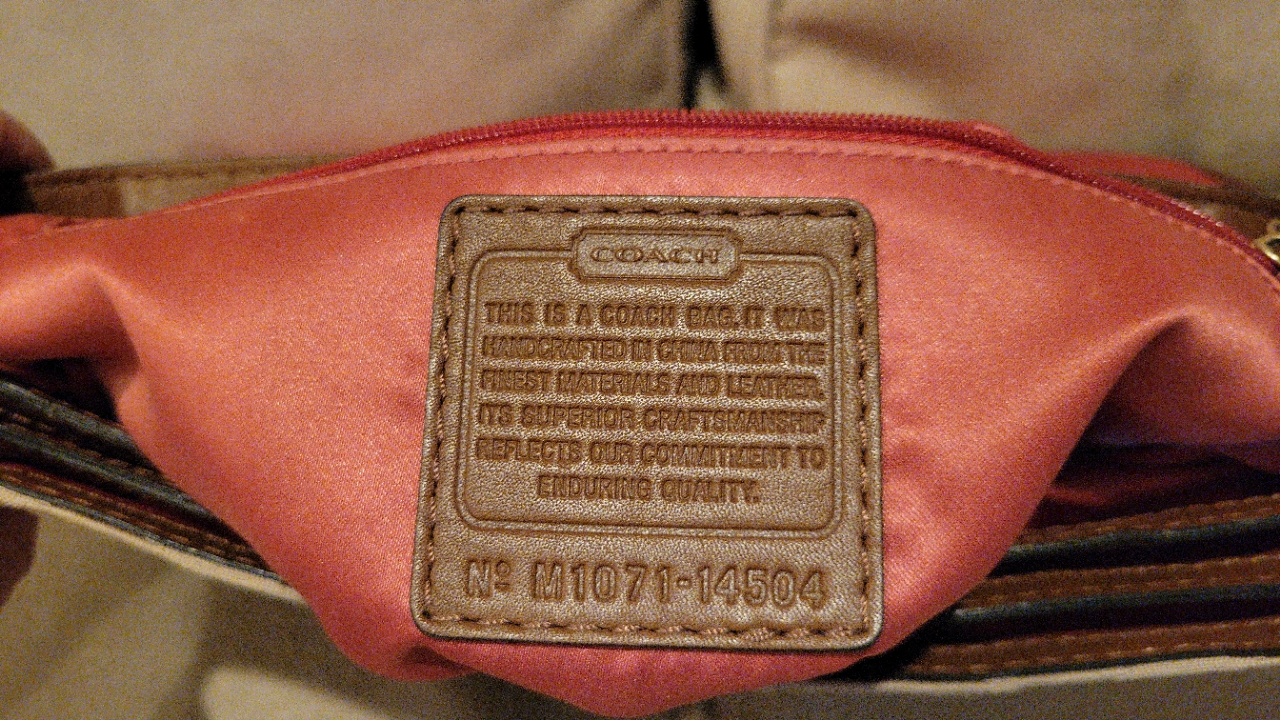 COACH
THIS IS A COACH BAG. IT WAS
HANDCRAFTED IN CHINA FROM THE
FINEST MATERIALS AND LEATHER.
ITS SUPERIOR CRAFTSMANSHIP
REFLECTS OUR COMMITMENT TO
ENDURING QUALITY.
Nº M1071-14504